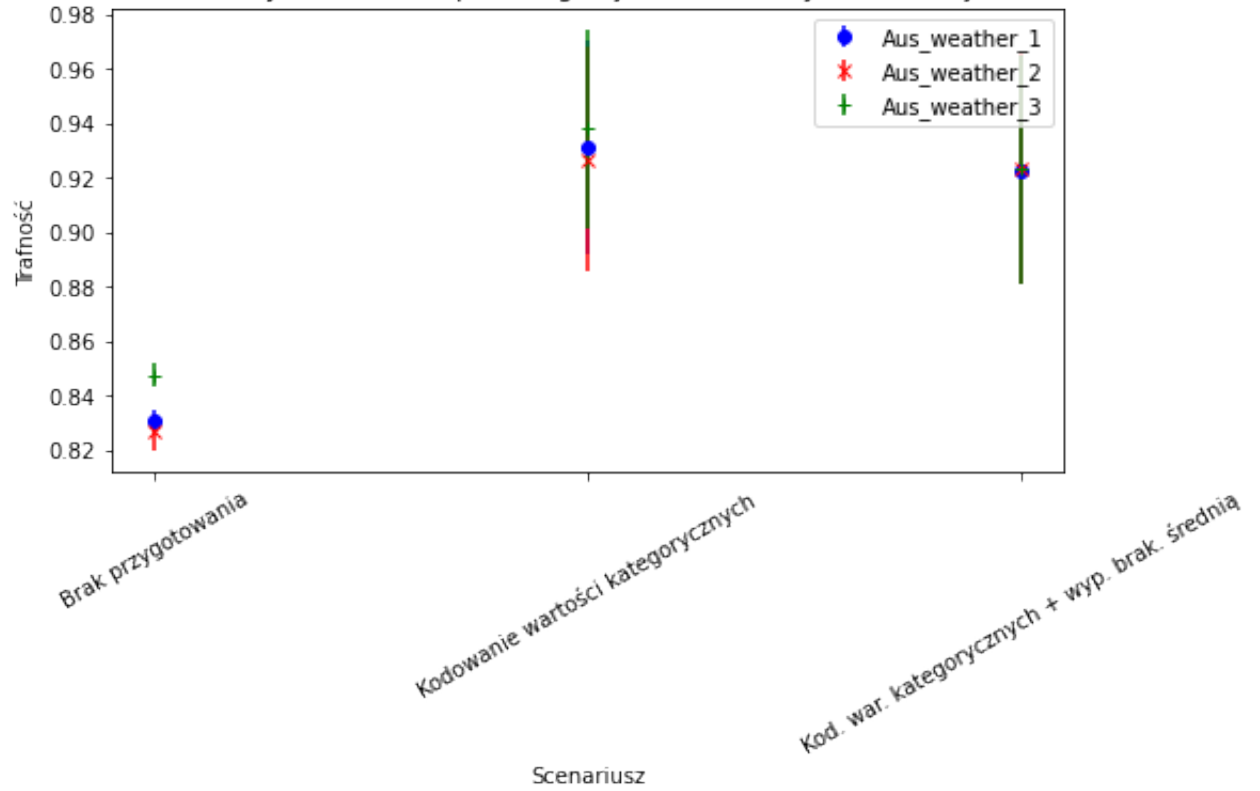 0.98
0.96
0.94
0.92
0.90
0.88
0.86
0.84
0.82
Trafność
Aus_weather_1
Aus_weather_2
Aus_weather_3
Brak przygotowania
Kodowanie wartości kategorycznych
Kod. war. kategorycznych + wyp. brak. średnią
Scenariusz